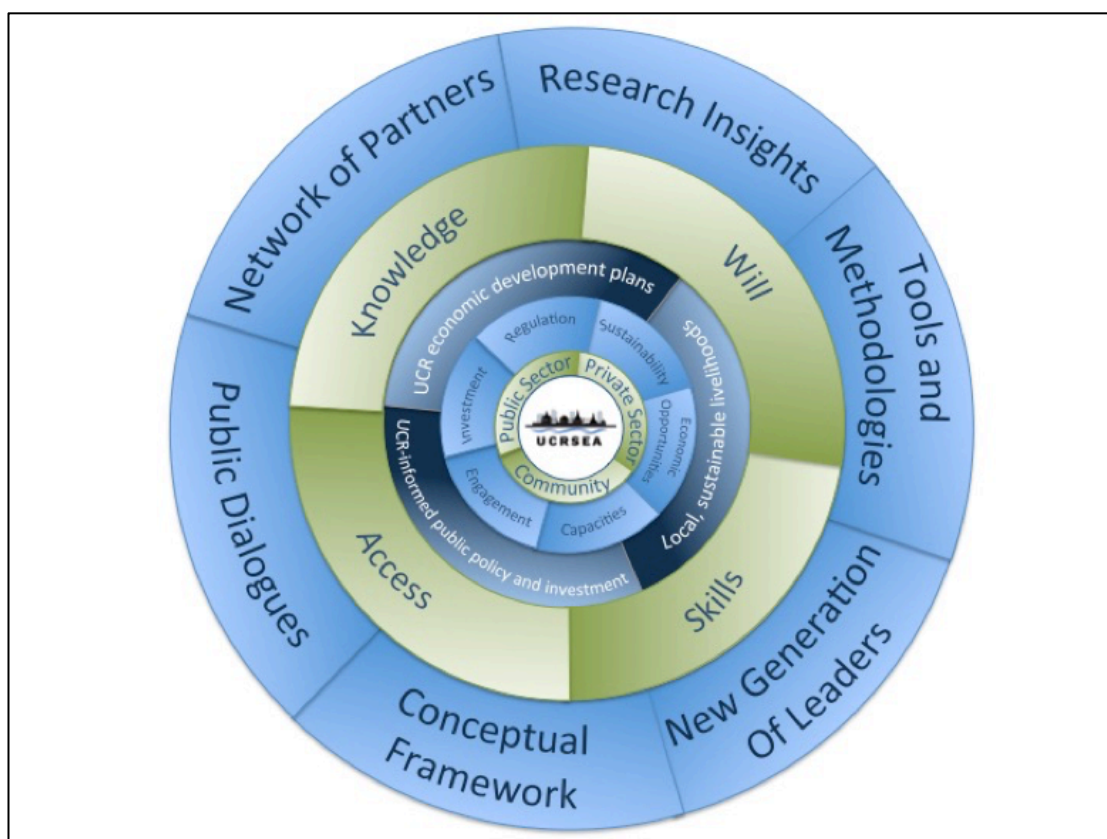 Network of Partners
Research Insights
Tools and
Methodologies
New Generation
Of Leaders
Conceptual
Framework
Public Dialogues
Knowledge
Will
Skills
Access
UCR economic development plans
Local, sustainable livelihoods
UCR-informed public policy and investment
Regulation
Sustainability
Economic
Opportunities
Capacities
Engagement
Investment
Public Sector
Private Sector
Community
UCRSEA